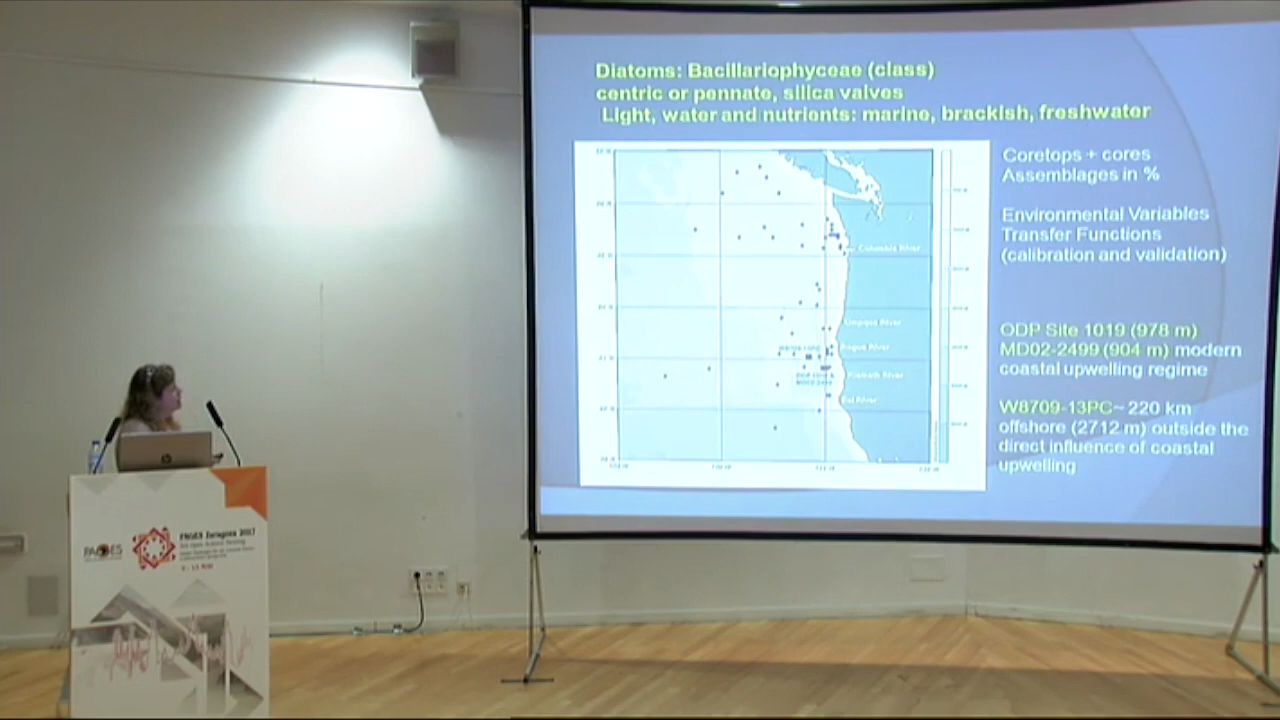 Diatoms: Bacillariophyceae (class)
centric or pennate, silica valves
Light, water and nutrients: marine, brackish, freshwater
Coretops + cores
Assemblages in %
Environmental Variables
Transfer Functions
(calibration and validation)
ODP Site 1019 (978 m)
MD02-2499 (904 m) modern
coastal upwelling regime
W8709-13PC~ 220 km
offshore (2712 m) outside the
direct influence of coastal
upwelling
Columbia River
Umpqua River
Rogue River
Klamath River
Eel River
PAGES
PAGES Zaragoza 2017
hp